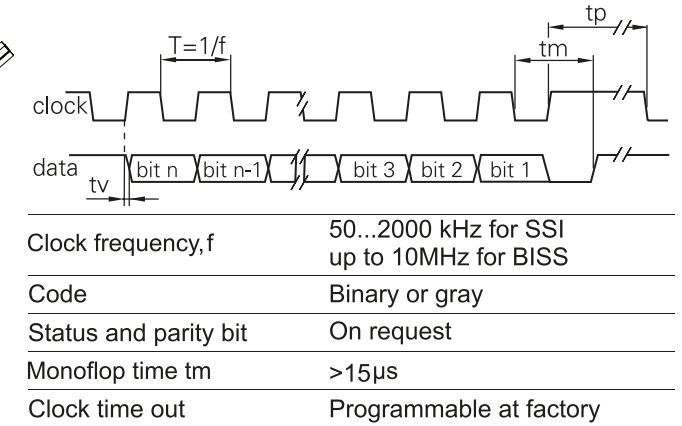 tp
T=1/f
tm
clock
data
bit n
bit n-1
bit 3
bit 2
bit 1
tv
Clock frequency,f
50...2000 kHz for SSI
up to 10MHz for BISS
Code
Binary or gray
Status and parity bit
On request
Monoflop time tm
>15µs
Clock time out
Programmable at factory